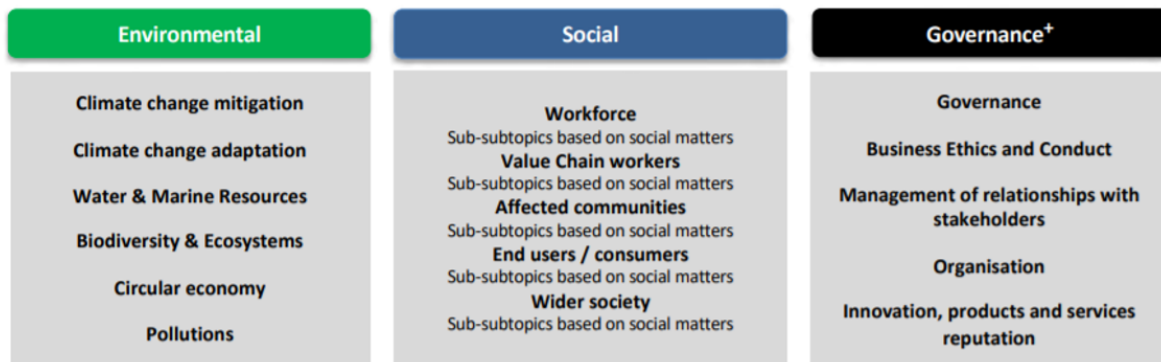 Environmental
Climate change mitigation
Climate change adaptation
Water & Marine Resources
Biodiversity & Ecosystems
Circular economy
Pollutions
Social
Workforce
Sub-subtopics based on social matters
Value Chain workers
Sub-subtopics based on social matters
Affected communities
Sub-subtopics based on social matters
End users / consumers
Sub-subtopics based on social matters
Wider society
Sub-subtopics based on social matters
Governance+
Governance
Business Ethics and Conduct
Management of relationships with
stakeholders
Organisation
Innovation, products and services
reputation